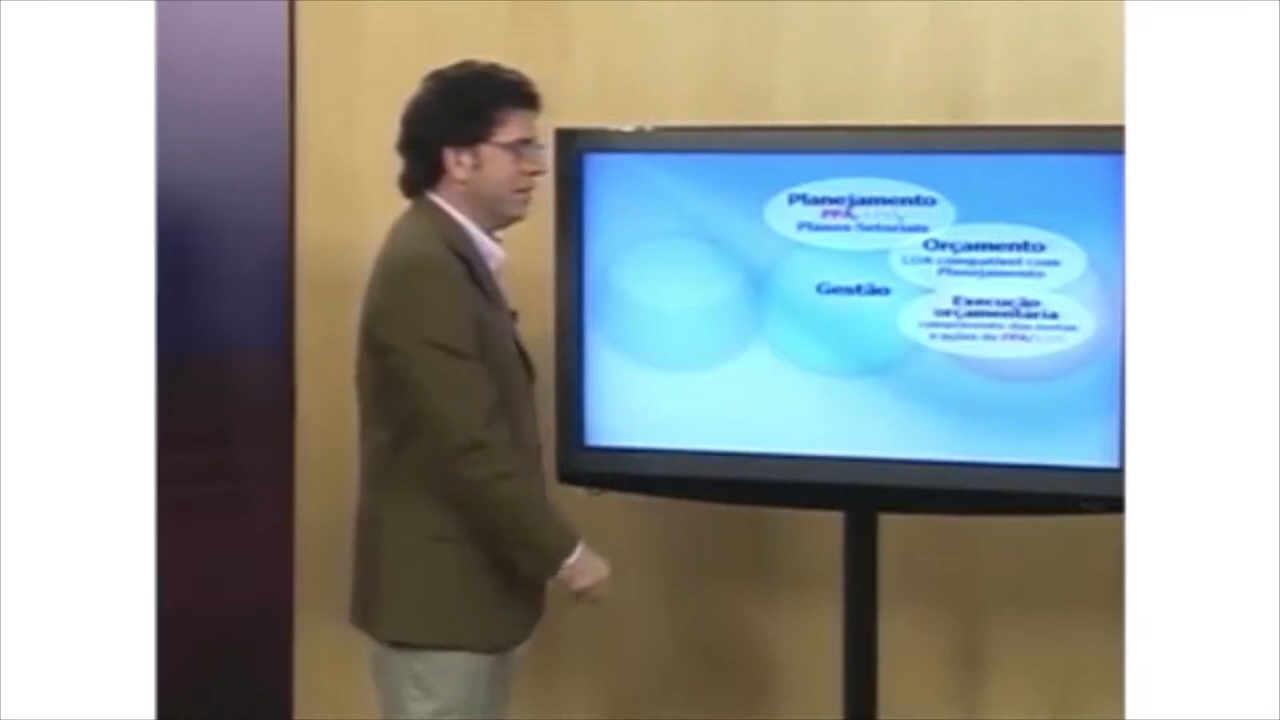 Planejamento
PPA,
Planos Setoriais
Orçamento
LOA compatível com
Planejamento
Gestão
Execução
orçamentária
cumprimento das metas
e ações do PPA/